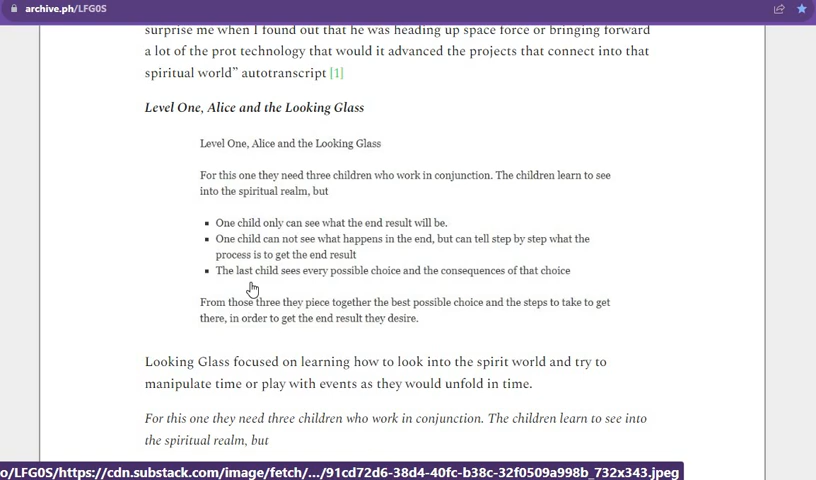 archive.ph/LFG0S
surprise me when I found out that he was heading up space force or bringing forward
a lot of the prot technology that would it advanced the projects that connect into that
spiritual world” autotranscript [1]
Level One, Alice and the Looking Glass
Level One, Alice and the Looking Glass
For this one they need three children who work in conjunction. The children learn to see
into the spiritual realm, but
▪ One child only can see what the end result will be.
▪ One child can not see what happens in the end, but can tell step by step what the
process is to get the end result
▪ The last child sees every possible choice and the consequences of that choice
From those three they piece together the best possible choice and the steps to take to get
there, in order to get the end result they desire.
Looking Glass focused on learning how to look into the spirit world and try to
manipulate time or play with events as they would unfold in time.
For this one they need three children who work in conjunction. The children learn to see into
the spiritual realm, but
o/LFG0S/https://cdn.substack.com/image/fetch/.../91cd72d6-38d4-40fc-b38c-32f0509a998b_732x343.jpeg